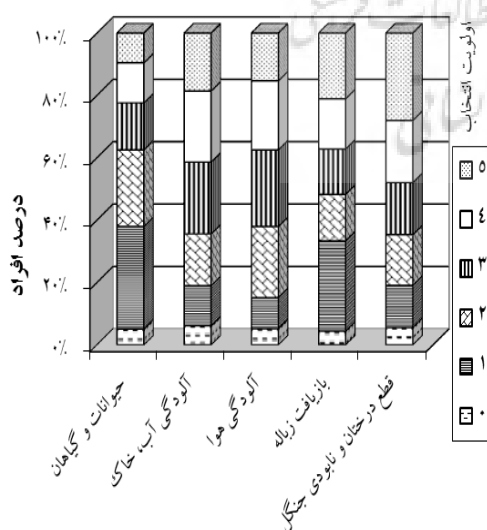 ۱۰۰٪
۸۰٪
۶۰٪
۴۰٪
۲۰٪
۰٪
درصد افراد
حیوانات و گیاهان
آلودگی آب، خاک
آلودگی هوا
بازیافت زباله
قطع درختان و نابودی جنگل
اولویت انتخاب
۵
٤
۳
۲
۱
۰